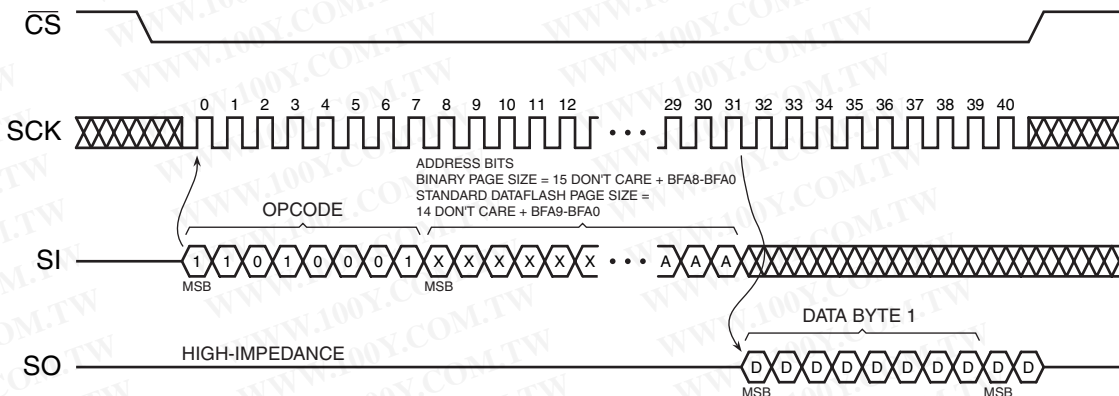 CS
SCK
0 1 2 3 4 5 6 7 8 9 10 11 12 • • • 29 30 31 32 33 34 35 36 37 38 39 40
ADDRESS BITS
BINARY PAGE SIZE = 15 DON'T CARE + BFA8-BFA0
STANDARD DATAFLASH PAGE SIZE =
14 DON'T CARE + BFA9-BFA0
OPCODE
SI
1 1 0 1 0 0 0 1 X X X X X X • • • A A A
MSB MSB
DATA BYTE 1
SO
HIGH-IMPEDANCE
D D D D D D D D D D
MSB MSB
WWW.100Y.COM.TW